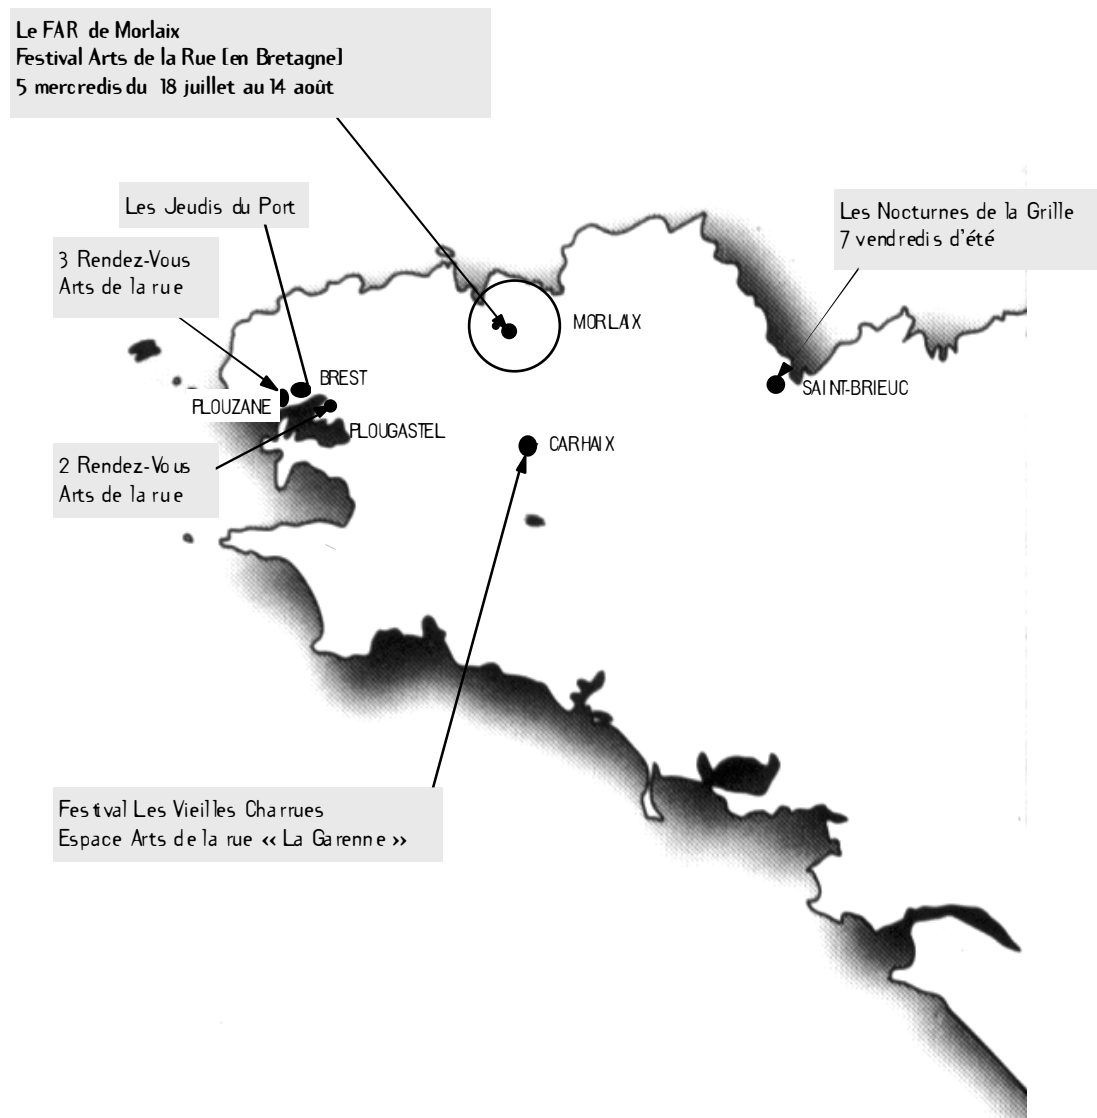 Le FAR de Morlaix
Festival Arts de la Rue [en Bretagne]
5 mercredis du 18 juillet au 14 août
Les Jeudis du Port
Les Nocturnes de la Grille
7 vendredis d'été
3 Rendez-Vous
Arts de la rue
MORLAIX
BREST
SAINT-BRIEUC
PLOUZANE
PLOUGASTEL
CARHAIX
2 Rendez-Vous
Arts de la rue
Festival Les Vieilles Charrues
Espace Arts de la rue « La Garenne »